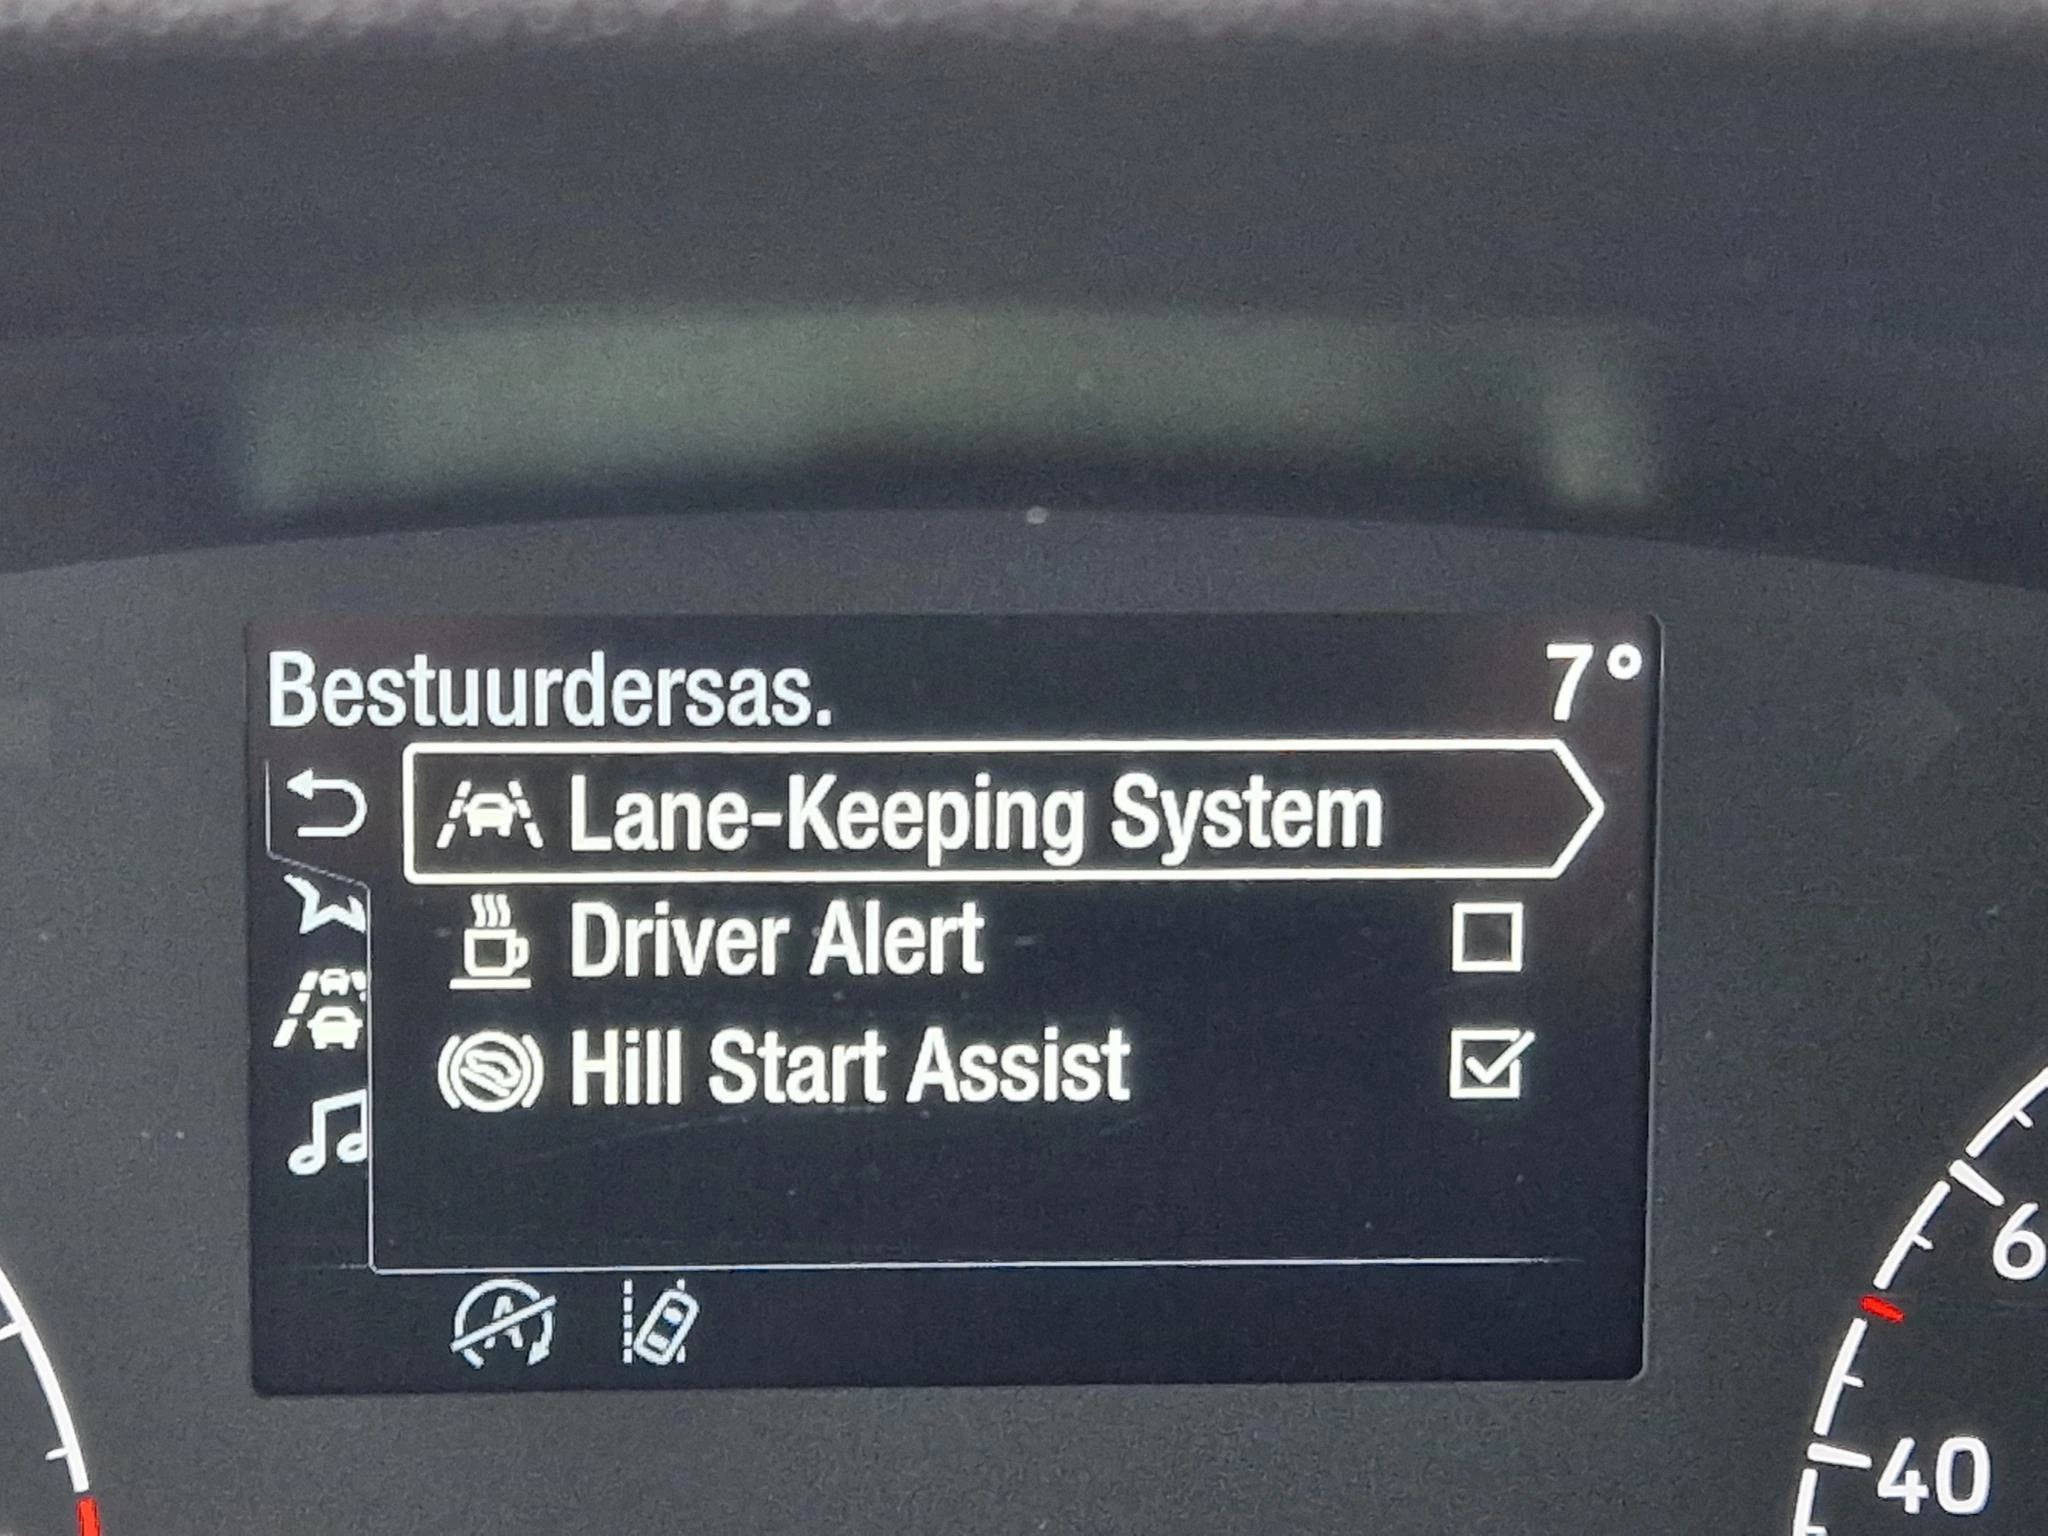 Bestuurdersas. 7°
Lane-Keeping System
Driver Alert
Hill Start Assist
A
6
40